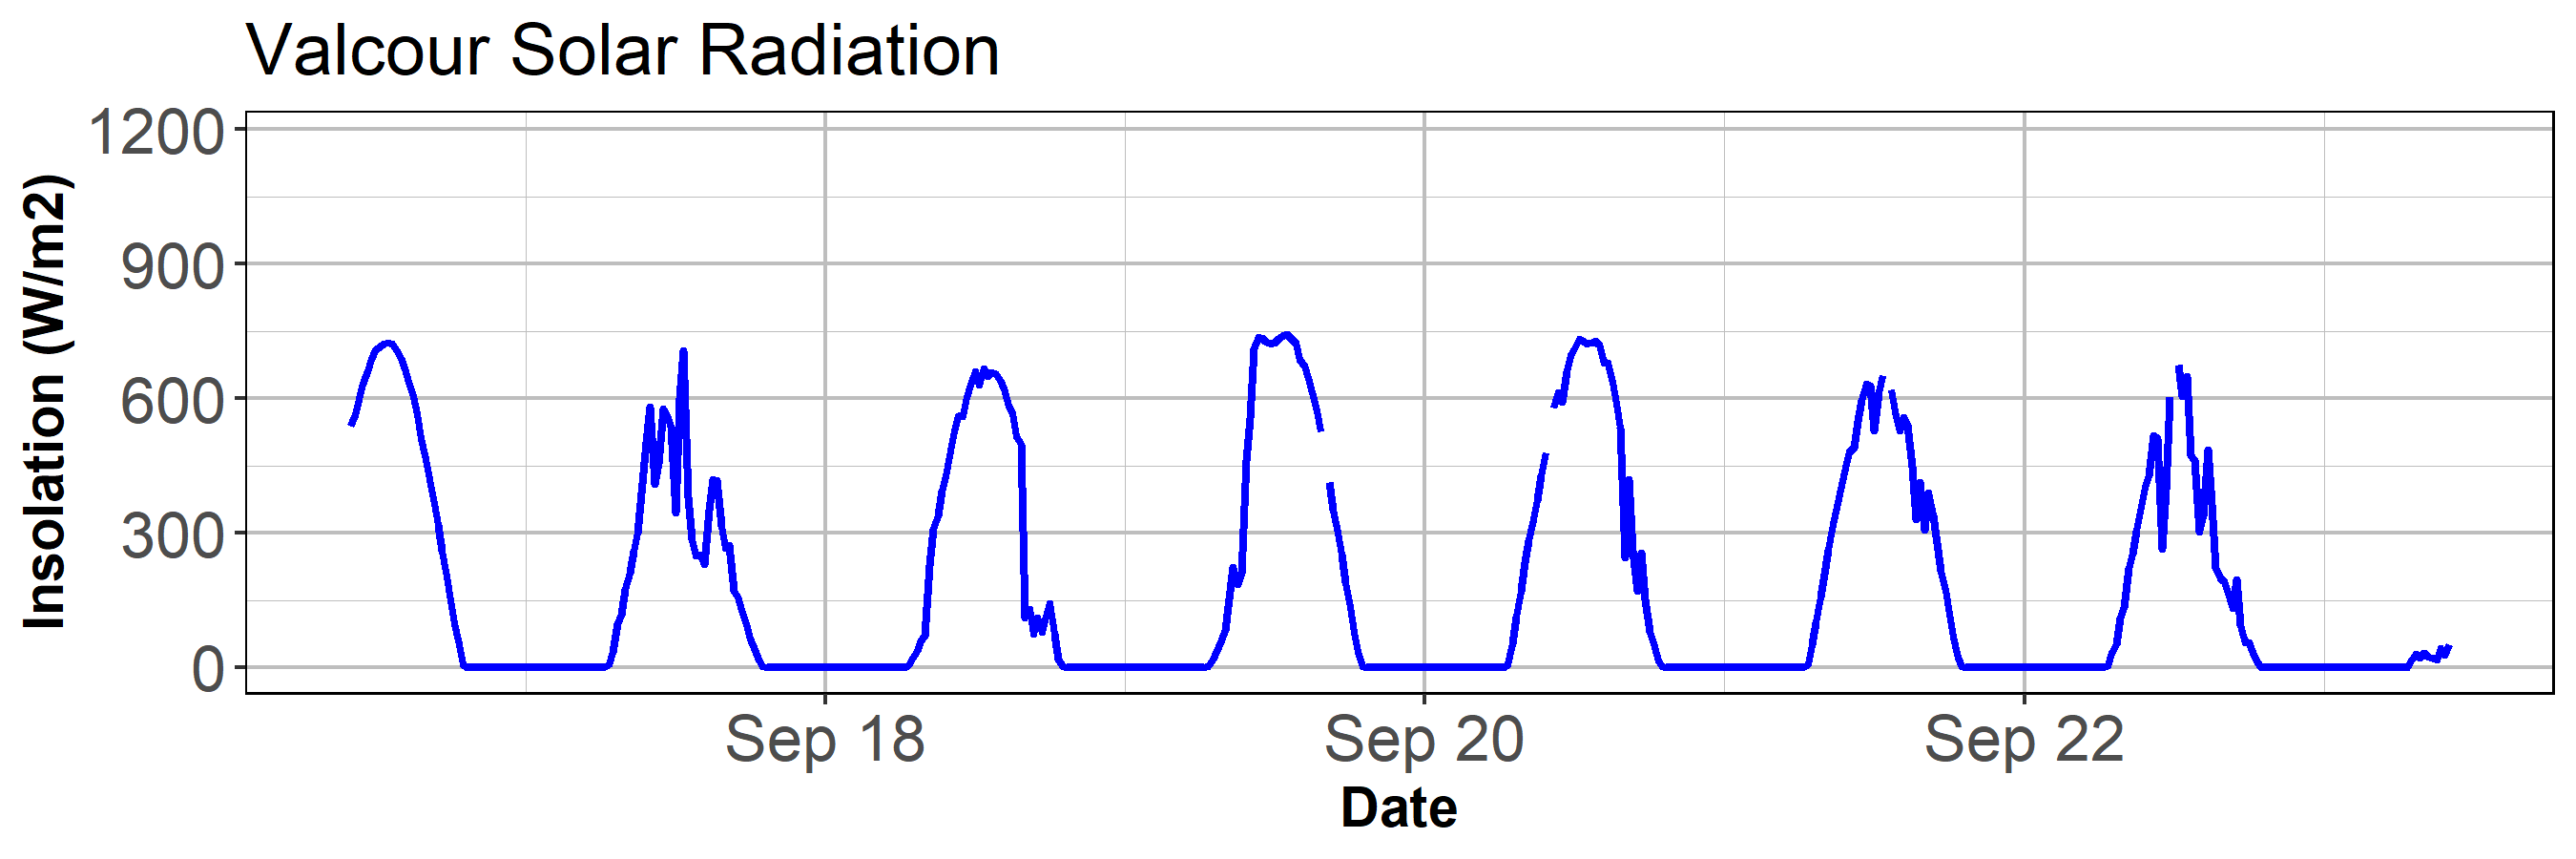 Valcour Solar Radiation
Insolation (W/m2)
1200
900
600
300
0
Sep 18
Sep 20
Sep 22
Date